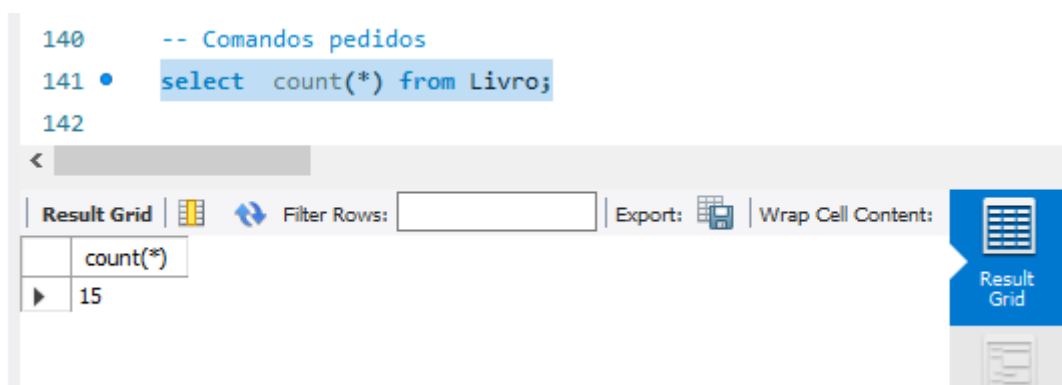 140 -- Comandos pedidos
141 select count(*) from Livro;
142
Result Grid Filter Rows: Export: Wrap Cell Content:
count(*)
15
Result
Grid